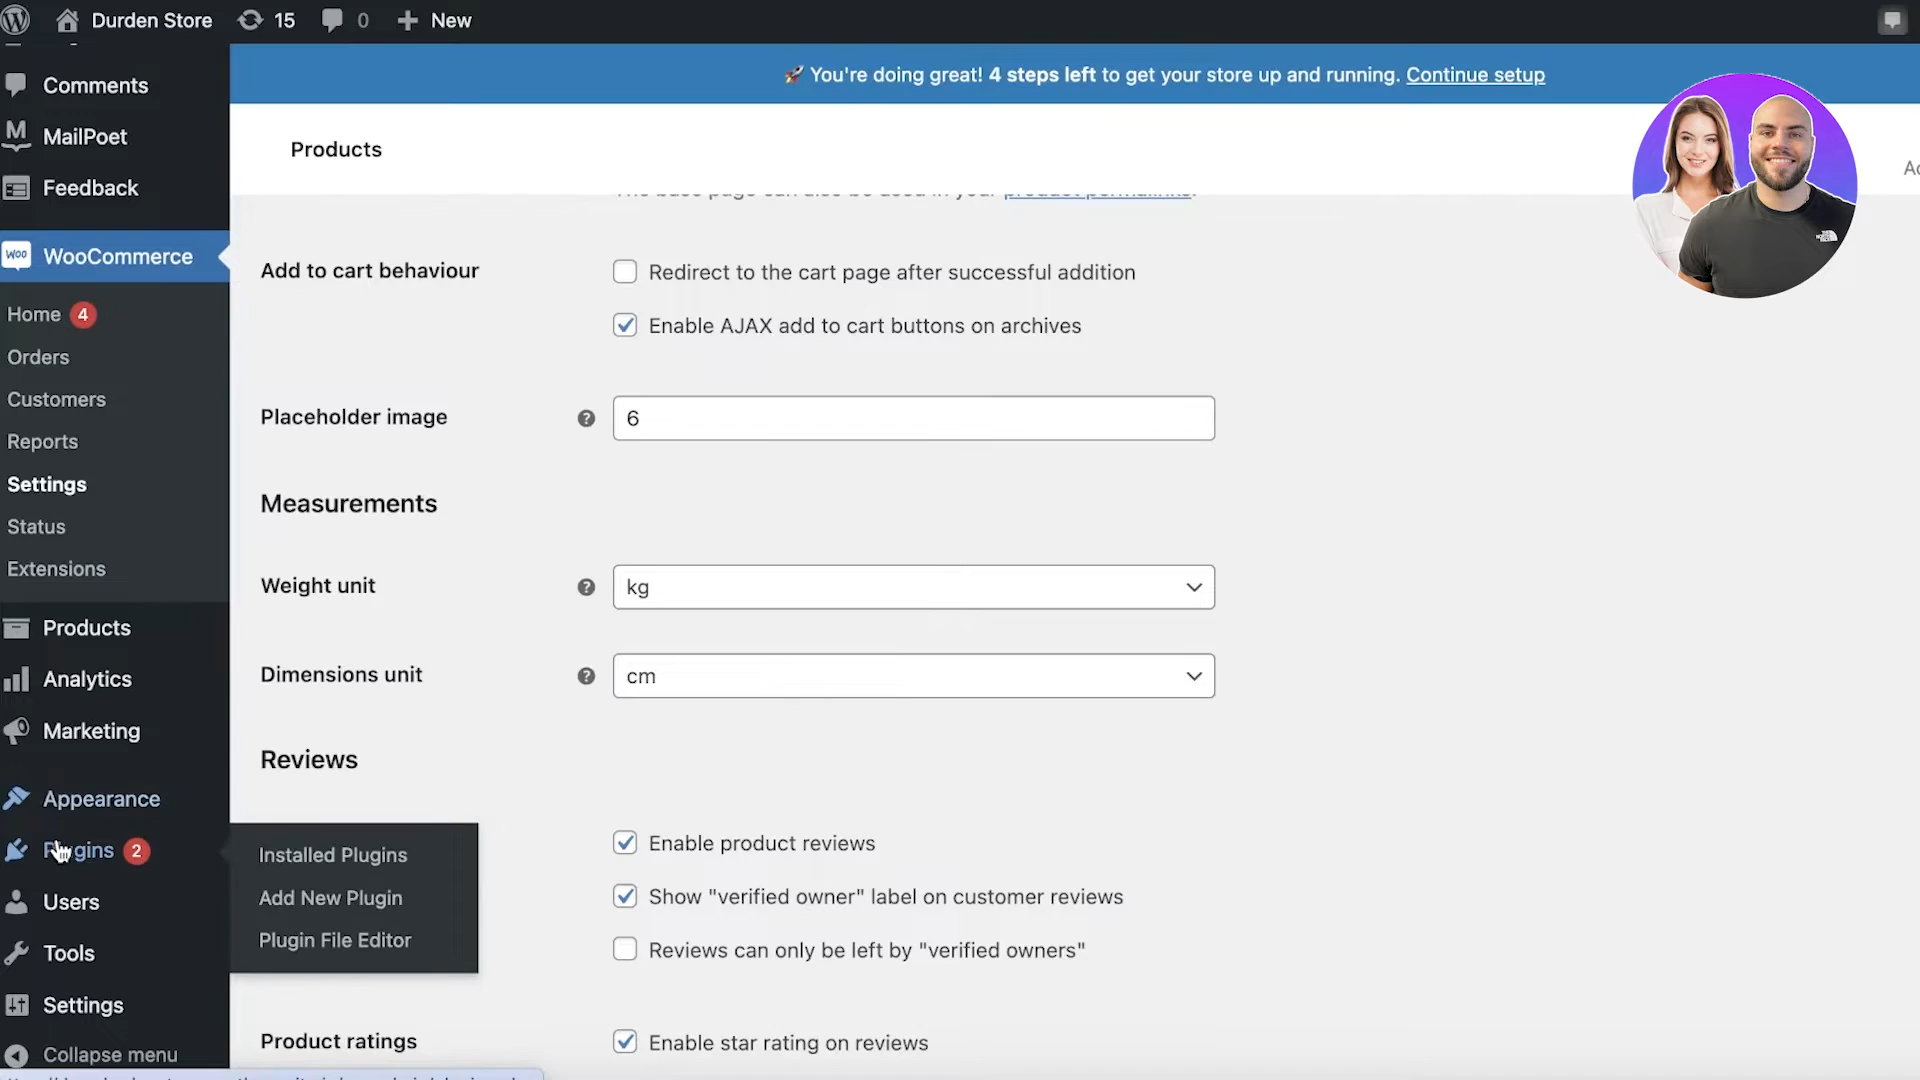 Durden Store 15 0 New
🚀 You're doing great! 4 steps left to get your store up and running. Continue setup
Comments
MailPoet
Feedback
WooCommerce
Home 4
Orders
Customers
Reports
Settings
Status
Extensions
Products
Analytics
Marketing
Appearance
Plugins 2
Users
Tools
Settings
Collapse menu
Installed Plugins
Add New Plugin
Plugin File Editor
Products
Add to cart behaviour
Redirect to the cart page after successful addition
Enable AJAX add to cart buttons on archives
Placeholder image
6
Measurements
Weight unit
kg
Dimensions unit
cm
Reviews
Enable product reviews
Show "verified owner" label on customer reviews
Reviews can only be left by "verified owners"
Product ratings
Enable star rating on reviews